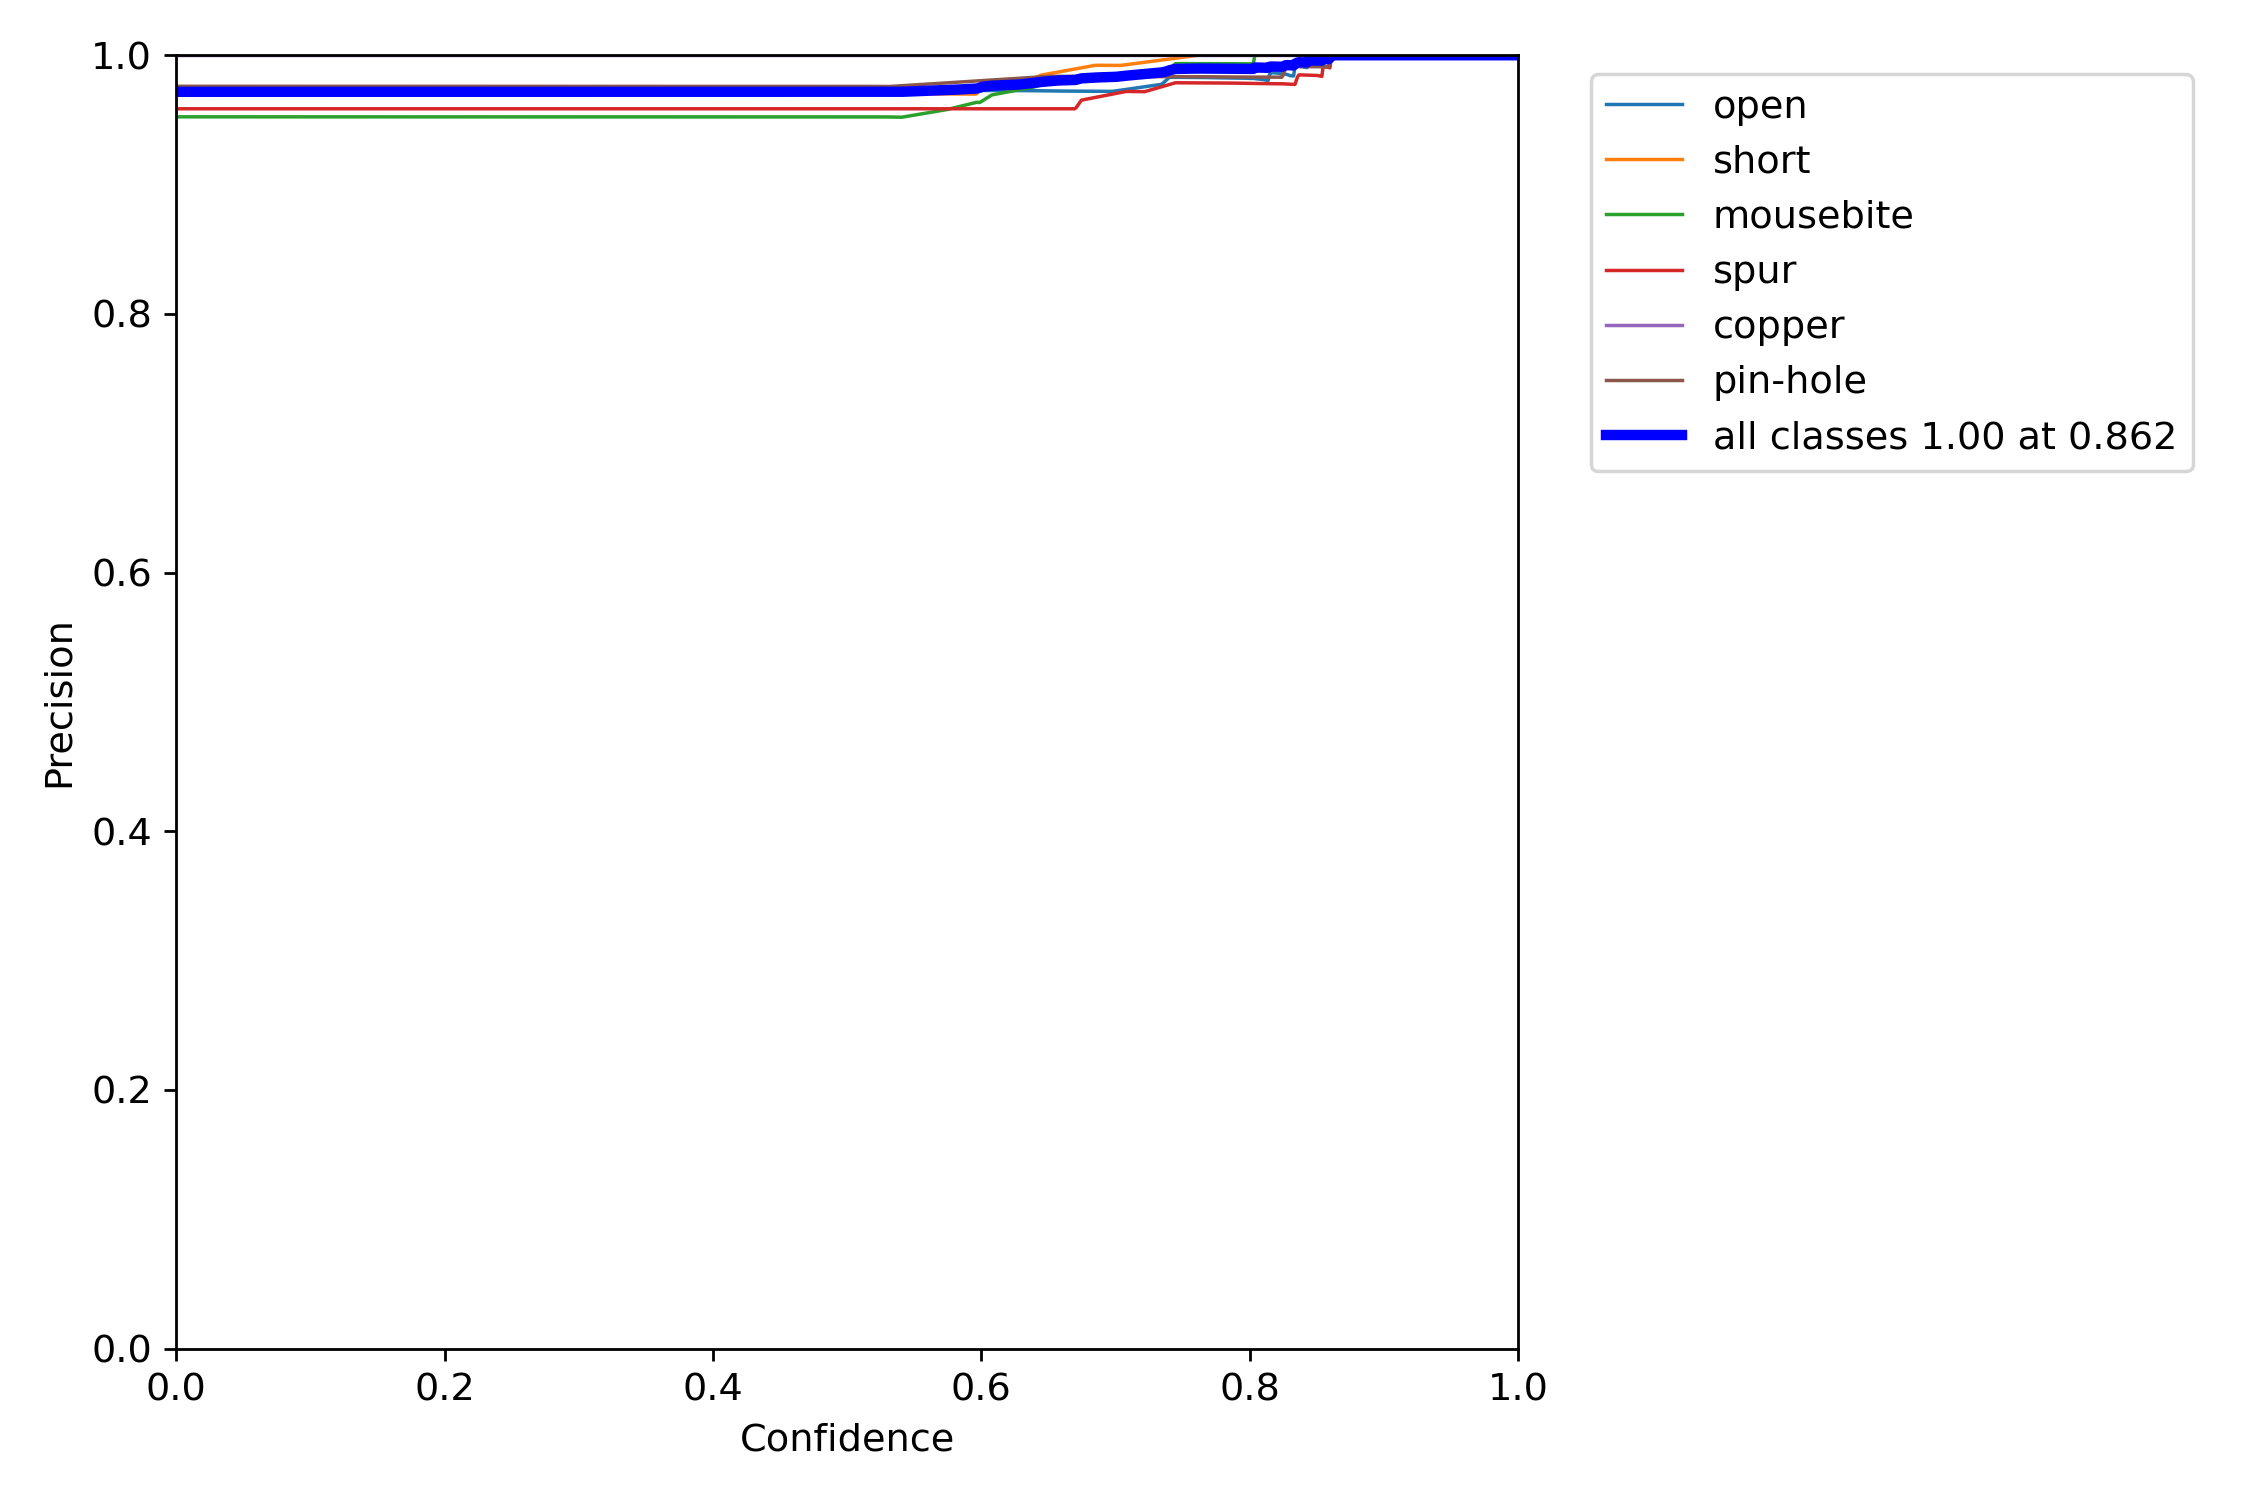 1.0
0.8
0.6
0.4
0.2
0.0
Precision
0.0 0.2 0.4 0.6 0.8 1.0
Confidence
open
short
mousebite
spur
copper
pin-hole
all classes 1.00 at 0.862